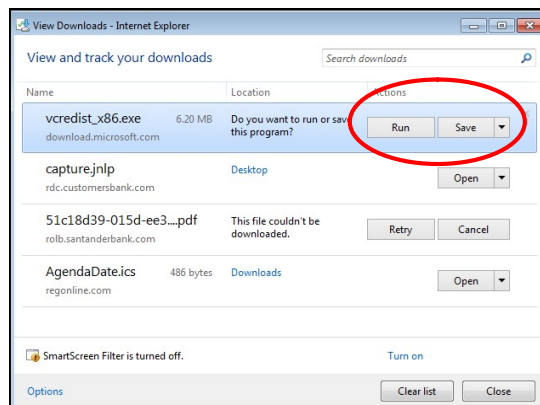 View Downloads - Internet Explorer
View and track your downloads
Search downloads
Name Location Actions
vcredist_x86.exe 6.20 MB Do you want to run or save
this program? Run Save
download.microsoft.com
capture.jnlp Desktop Open
rdc.customersbank.com
51c18d39-015d-ee3....pdf This file couldn't be
downloaded. Retry Cancel
rolb.santanderbank.com
AgendaDate.ics 486 bytes Downloads Open
regonline.com
SmartScreen Filter is turned off. Turn on
Options Clear list Close